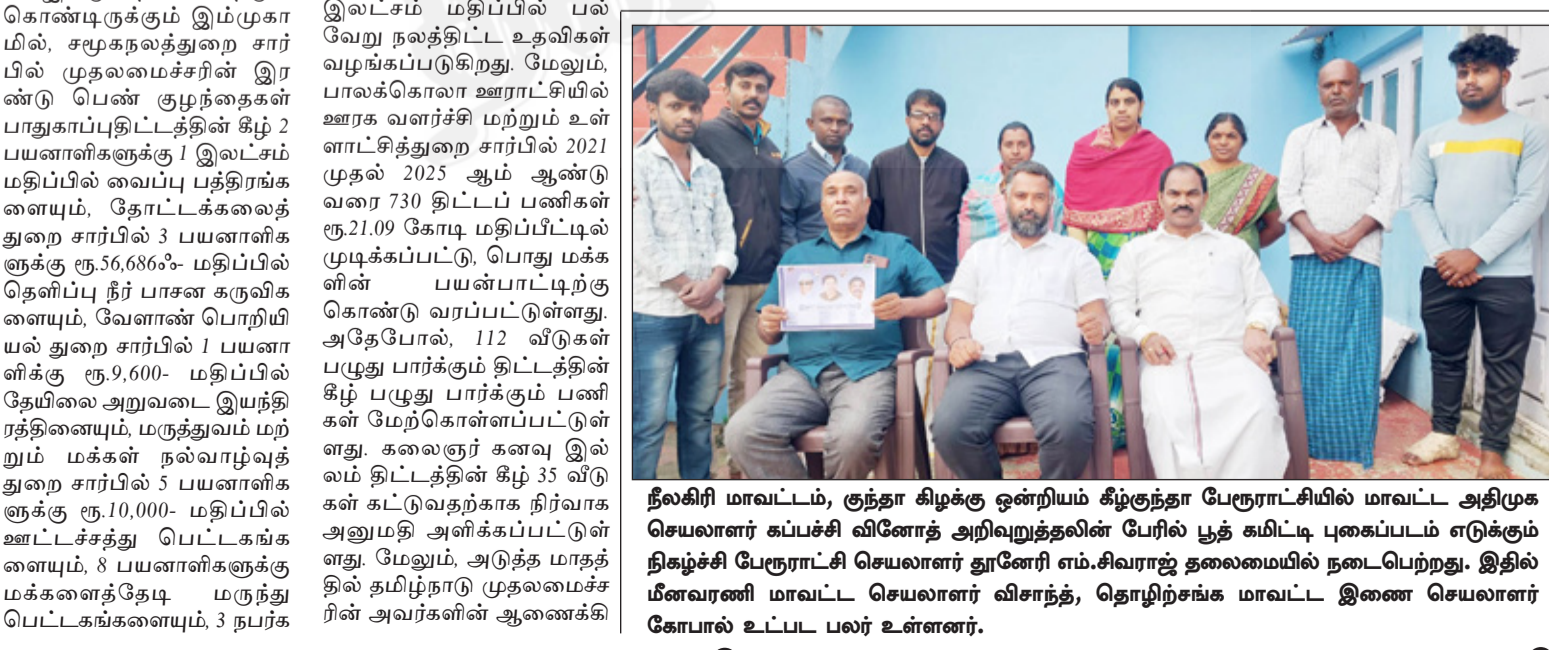 கொண்டிருக்கும் இம்முகா
மில், சமூகநலத்துறை சார்
பில் முதலமைச்சரின் இர
ண்டு பெண் குழந்தைகள்
பாதுகாப்புதிட்டத்தின் கீழ் 2
பயனாளிகளுக்கு 1 இலட்சம்
மதிப்பில் வைப்பு பத்திரங்க
ளையும், தோட்டக்கலைத்
துறை சார்பில் 3 பயனாளிக
ளுக்கு ரூ.56,686ஃ- மதிப்பில்
தெளிப்பு நீர் பாசன கருவிக
ளையும், வேளாண் பொறியி
யல் துறை சார்பில் 1 பயனா
ளிக்கு ரூ.9,600- மதிப்பில்
தேயிலை அறுவடை இயந்தி
ரத்தினையும், மருத்துவம் மற்
றும் மக்கள் நல்வாழ்வுத்
துறை சார்பில் 5 பயனாளிக
ளுக்கு ரூ.10,000- மதிப்பில்
ஊட்டச்சத்து பெட்டகங்க
ளையும், 8 பயனாளிகளுக்கு
மக்களைத்தேடி மருந்து
பெட்டகங்களையும், 3 நபர்க
இலட்சம் மதிப்பில் பல்
வேறு நலத்திட்ட உதவிகள்
வழங்கப்படுகிறது. மேலும்,
பாலக்கொலா ஊராட்சியில்
ஊரக வளர்ச்சி மற்றும் உள்
ளாட்சித்துறை சார்பில் 2021
முதல் 2025 ஆம் ஆண்டு
வரை 730 திட்டப் பணிகள்
ரூ.21.09 கோடி மதிப்பீட்டில்
முடிக்கப்பட்டு, பொது மக்க
ளின் பயன்பாட்டிற்கு
கொண்டு வரப்பட்டுள்ளது.
அதேபோல், 112 வீடுகள்
பழுது பார்க்கும் திட்டத்தின்
கீழ் பழுது பார்க்கும் பணி
கள் மேற்கொள்ளப்பட்டுள்
ளது. கலைஞர் கனவு இல்
லம் திட்டத்தின் கீழ் 35 வீடு
கள் கட்டுவதற்காக நிர்வாக
அனுமதி அளிக்கப்பட்டுள்
ளது. மேலும், அடுத்த மாதத்
தில் தமிழ்நாடு முதலமைச்ச
ரின் அவர்களின் ஆணைக்கி
நீலகிரி மாவட்டம், குந்தா கிழக்கு ஒன்றியம் கீழ்குந்தா பேரூராட்சியில் மாவட்ட அதிமுக
செயலாளர் கப்பச்சி வினோத் அறிவுறுத்தலின் பேரில் பூத் கமிட்டி புகைப்படம் எடுக்கும்
நிகழ்ச்சி பேரூராட்சி செயலாளர் தூனேரி எம்.சிவராஜ் தலைமையில் நடைபெற்றது. இதில்
மீனவரணி மாவட்ட செயலாளர் விசாந்த், தொழிற்சங்க மாவட்ட இணை செயலாளர்
கோபால் உட்பட பலர் உள்ளனர்.